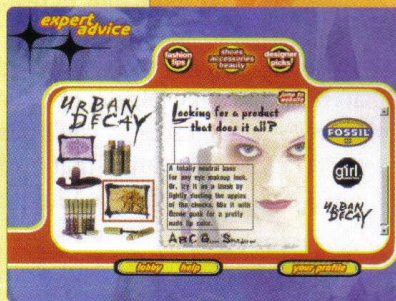 expert
advice
fashion
tips
shoes
accessories
beauty
designer
picks
jump to
website
URBAN
DECAY
Looking for a product
that does it all?
A totally neutral base
for any eye makeup look.
Or, try it as a blush by
lightly dusting the apples
of the cheeks. Mix it with
Ozone gunk for a pretty
nude lip color.
FOSSIL
girl
URBAN
DECAY
lobby
help
your profile